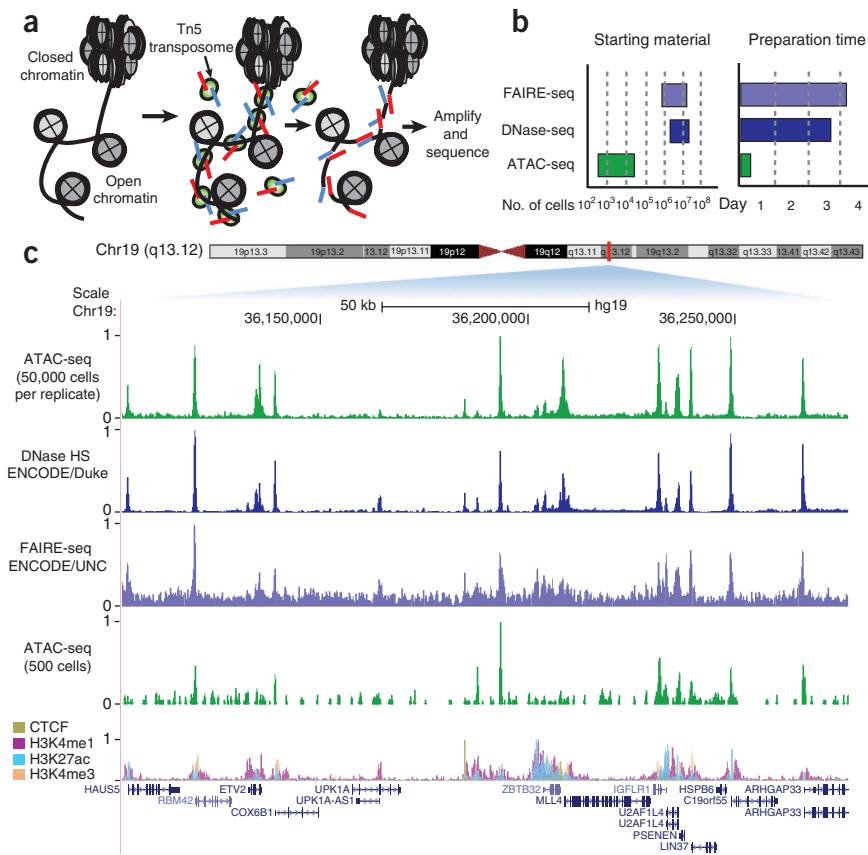 a
Tn5
transposome
Closed
chromatin
Open
chromatin
Amplify
and
sequence
b
Starting material
Preparation time
FAIRE-seq
DNase-seq
ATAC-seq
No. of cells
10² 10³ 10⁴ 10⁵ 10⁶ 10⁷ 10⁸
Day 1 2 3 4
c
Chr19 (q13.12)
19p13.3 19p13.2 13.12 19p13.11 19p12 19q12 q13.11 q13.12 19q13.2 q13.32 q13.33 13.41 q13.42 q13.43
Scale
50 kb hg19
Chr19:
36,150,000 36,200,000 36,250,000
1
ATAC-seq
(50,000 cells
per replicate)
0
1
DNase HS
ENCODE/Duke
0
1
FAIRE-seq
ENCODE/UNC
0
1
ATAC-seq
(500 cells)
0
1
CTCF
H3K4me1
H3K27ac
H3K4me3
0
HAUS5 ETV2 UPK1A ZBTB32 IGFLR1 HSPB6 ARHGAP33
RBM42 UPK1A-AS1 MLL4 C19orf55
COX6B1 U2AF1L4 ARHGAP33
U2AF1L4
PSENEN
LIN37